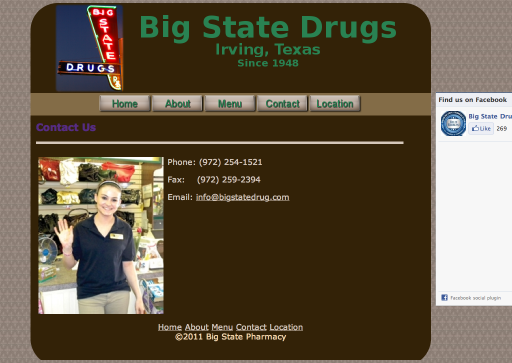 BIG
STATE
DRUGS
Big State Drugs
Irving, Texas
Since 1948
Home About Menu Contact Location
Find us on Facebook
Big State Dru
Like 269
Contact Us
Phone: (972) 254-1521
Fax: (972) 259-2394
Email: info@bigstatedrug.com
Facebook social plugin
Home About Menu Contact Location
©2011 Big State Pharmacy